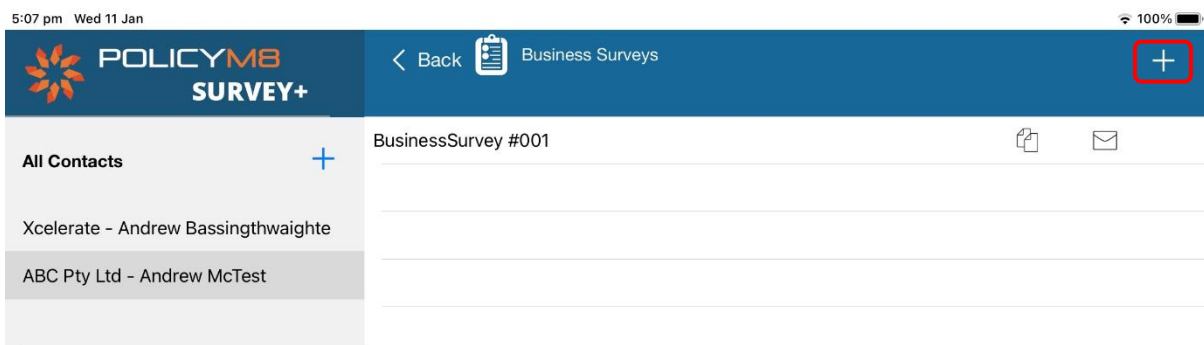 5:07 pm Wed 11 Jan
100%
POLICYM8
SURVEY+
Back
Business Surveys
All Contacts
Xcelerate - Andrew Bassingthwaighte
ABC Pty Ltd - Andrew McTest
BusinessSurvey #001